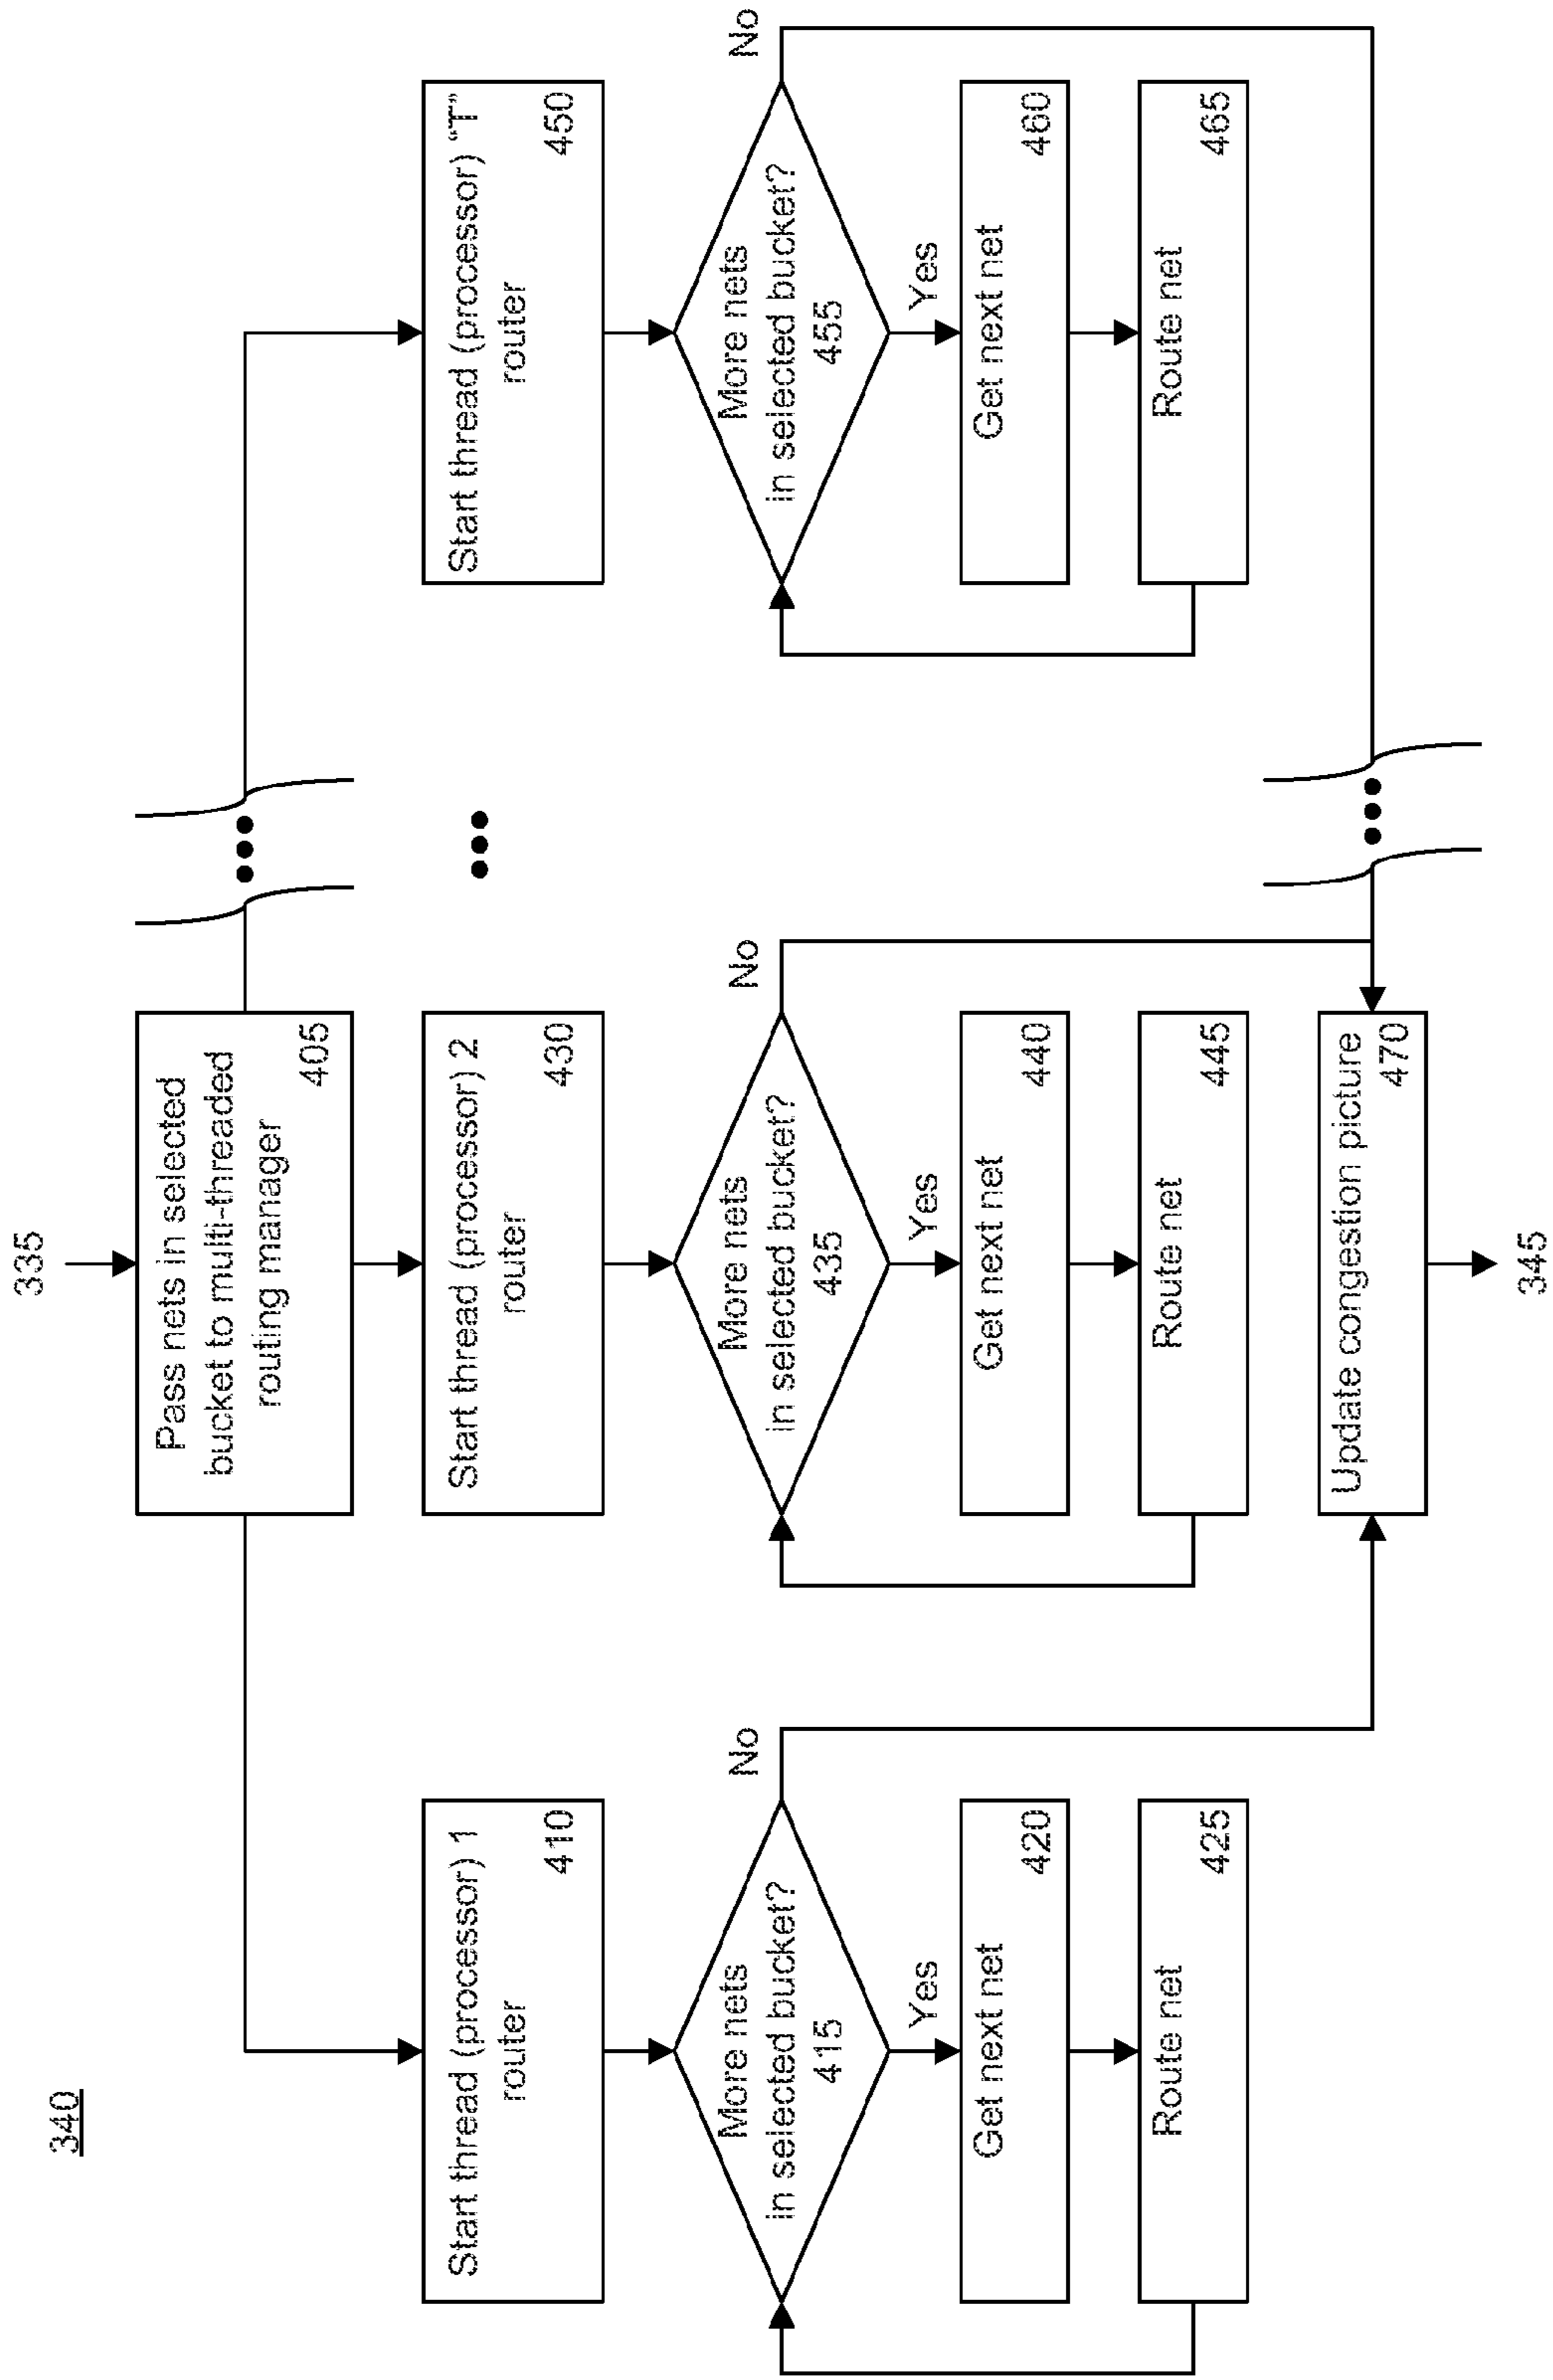 340
335
Pass nets in selected
bucket to multi-threaded
routing manager
405
Start thread (processor) 1
router
410
More nets
in selected bucket?
415
No
Yes
Get next net
420
Route net
425
Start thread (processor) 2
router
430
More nets
in selected bucket?
435
No
Yes
Get next net
440
Route net
445
Start thread (processor) “T”
router
450
More nets
in selected bucket?
455
No
Yes
Get next net
460
Route net
465
Update congestion picture
470
345